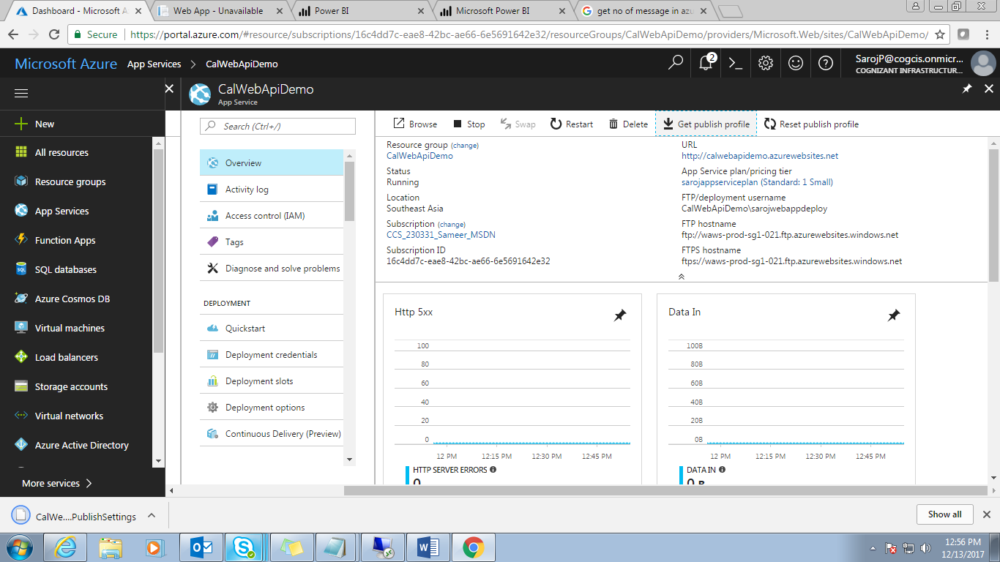 Dashboard - Microsoft A
Web App - Unavailable
Power BI
Microsoft Power BI
get no of message in azu
Secure
https://portal.azure.com/#resource/subscriptions/16c4dd7c-eae8-42bc-ae66-6e5691642e32/resourceGroups/CalWebApiDemo/providers/Microsoft.Web/sites/CalWebApiDemo/
Microsoft Azure
App Services
CalWebApiDemo
2
SarojP@cogcis.onmicr...
COGNIZANT INFRASTRUCTUR...
CalWebApiDemo
App Service
New
All resources
Resource groups
App Services
Function Apps
SQL databases
Azure Cosmos DB
Virtual machines
Load balancers
Storage accounts
Virtual networks
Azure Active Directory
More services
Search (Ctrl+/)
Overview
Activity log
Access control (IAM)
Tags
Diagnose and solve problems
DEPLOYMENT
Quickstart
Deployment credentials
Deployment slots
Deployment options
Continuous Delivery (Preview)
Browse
Stop
Swap
Restart
Delete
Get publish profile
Reset publish profile
Resource group (change)
CalWebApiDemo
Status
Running
Location
Southeast Asia
Subscription (change)
CCS_230331_Sameer_MSDN
Subscription ID
16c4dd7c-eae8-42bc-ae66-6e5691642e32
URL
http://calwebapidemo.azurewebsites.net
App Service plan/pricing tier
sarojappserviceplan (Standard: 1 Small)
FTP/deployment username
CalWebApiDemo\sarojwebappdeploy
FTP hostname
ftp://waws-prod-sg1-021.ftp.azurewebsites.windows.net
FTPS hostname
ftps://waws-prod-sg1-021.ftp.azurewebsites.windows.net
Http 5xx
100
80
60
40
20
0
12 PM 12:15 PM 12:30 PM 12:45 PM
HTTP SERVER ERRORS
0
Data In
100B
80B
60B
40B
20B
0B
12 PM 12:15 PM 12:30 PM 12:45 PM
DATA IN
0 B
CalWe....PublishSettings
Show all
12:56 PM
12/13/2017